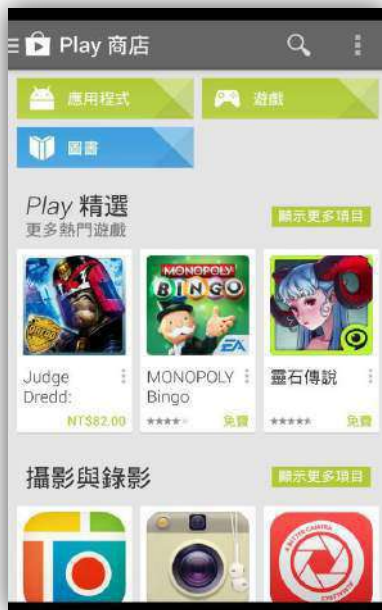 Play 商店
應用程式
遊戲
圖書
Play 精選
更多熱門遊戲
顯示更多項目
MONOPOLY
BINGO
EA
Judge
Dredd:
NT$82.00
MONOPOLY
Bingo
免費
靈石傳說
免費
攝影與錄影
顯示更多項目
A BETTER CAMERA